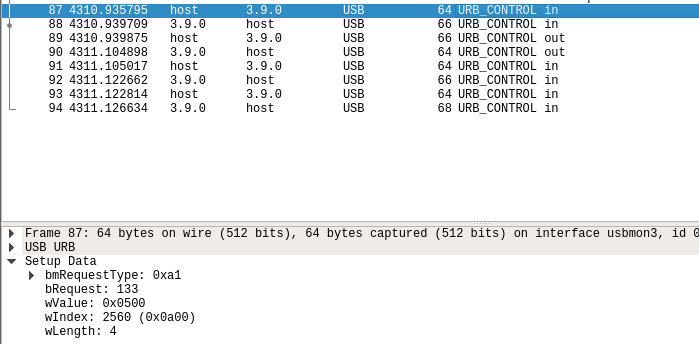 87 4310.935795 host 3.9.0 USB 64 URB_CONTROL in
88 4310.939709 3.9.0 host USB 66 URB_CONTROL in
89 4310.939875 host 3.9.0 USB 66 URB_CONTROL out
90 4311.104898 3.9.0 host USB 64 URB_CONTROL out
91 4311.105017 host 3.9.0 USB 64 URB_CONTROL in
92 4311.122662 3.9.0 host USB 66 URB_CONTROL in
93 4311.122814 host 3.9.0 USB 64 URB_CONTROL in
94 4311.126634 3.9.0 host USB 68 URB_CONTROL in
Frame 87: 64 bytes on wire (512 bits), 64 bytes captured (512 bits) on interface usbmon3, id 0
USB URB
Setup Data
bmRequestType: 0xa1
bRequest: 133
wValue: 0x0500
wIndex: 2560 (0x0a00)
wLength: 4